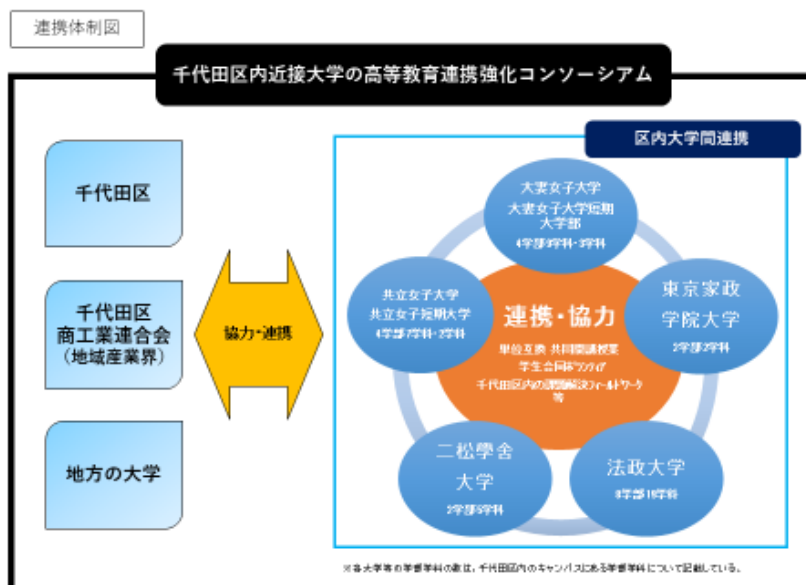 連携体制図
千代田区内近接大学の高等教育連携強化コンソーシアム
千代田区
千代田区
商工業連合会
(地域産業界)
地方の大学
協力・連携
区内大学間連携
大妻女子大学
大妻女子大学短期
大学部
4学部9学科・3学科
共立女子大学
共立女子短期大学
4学部7学科・2学科
東京家政
学院大学
2学部2学科
二松學舍
大学
2学部5学科
法政大学
連携・協力
単位互換 共同開講授業
学生合同ボランティア
千代田区内の課題解決フィールドワーク
等
※各大学等の学部学科の数は、千代田区内のキャンパスにある学部学科について記載している。